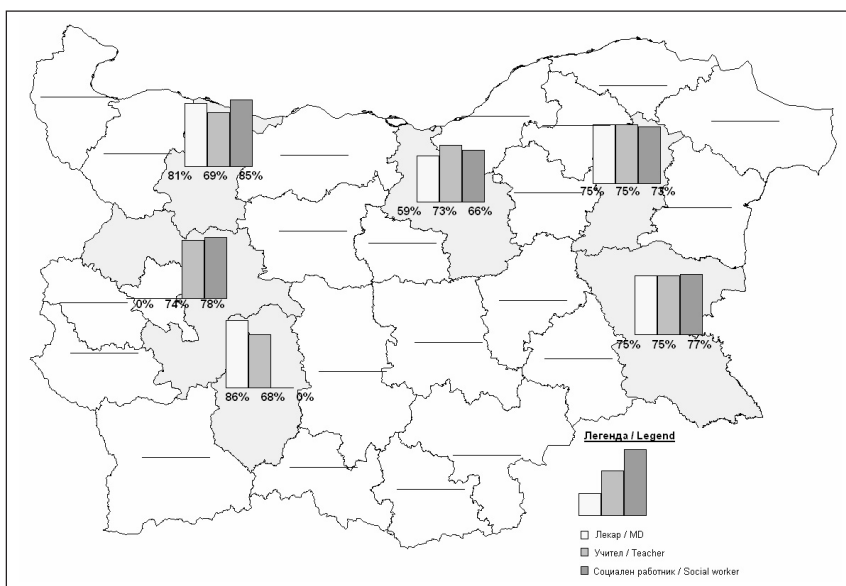 81% 69% 85%
59% 73% 66%
75% 75% 73%
0% 74% 78%
75% 75% 77%
86% 68% 0%
Легенда / Legend
Лекар / MD
Учител / Teacher
Социален работник / Social worker